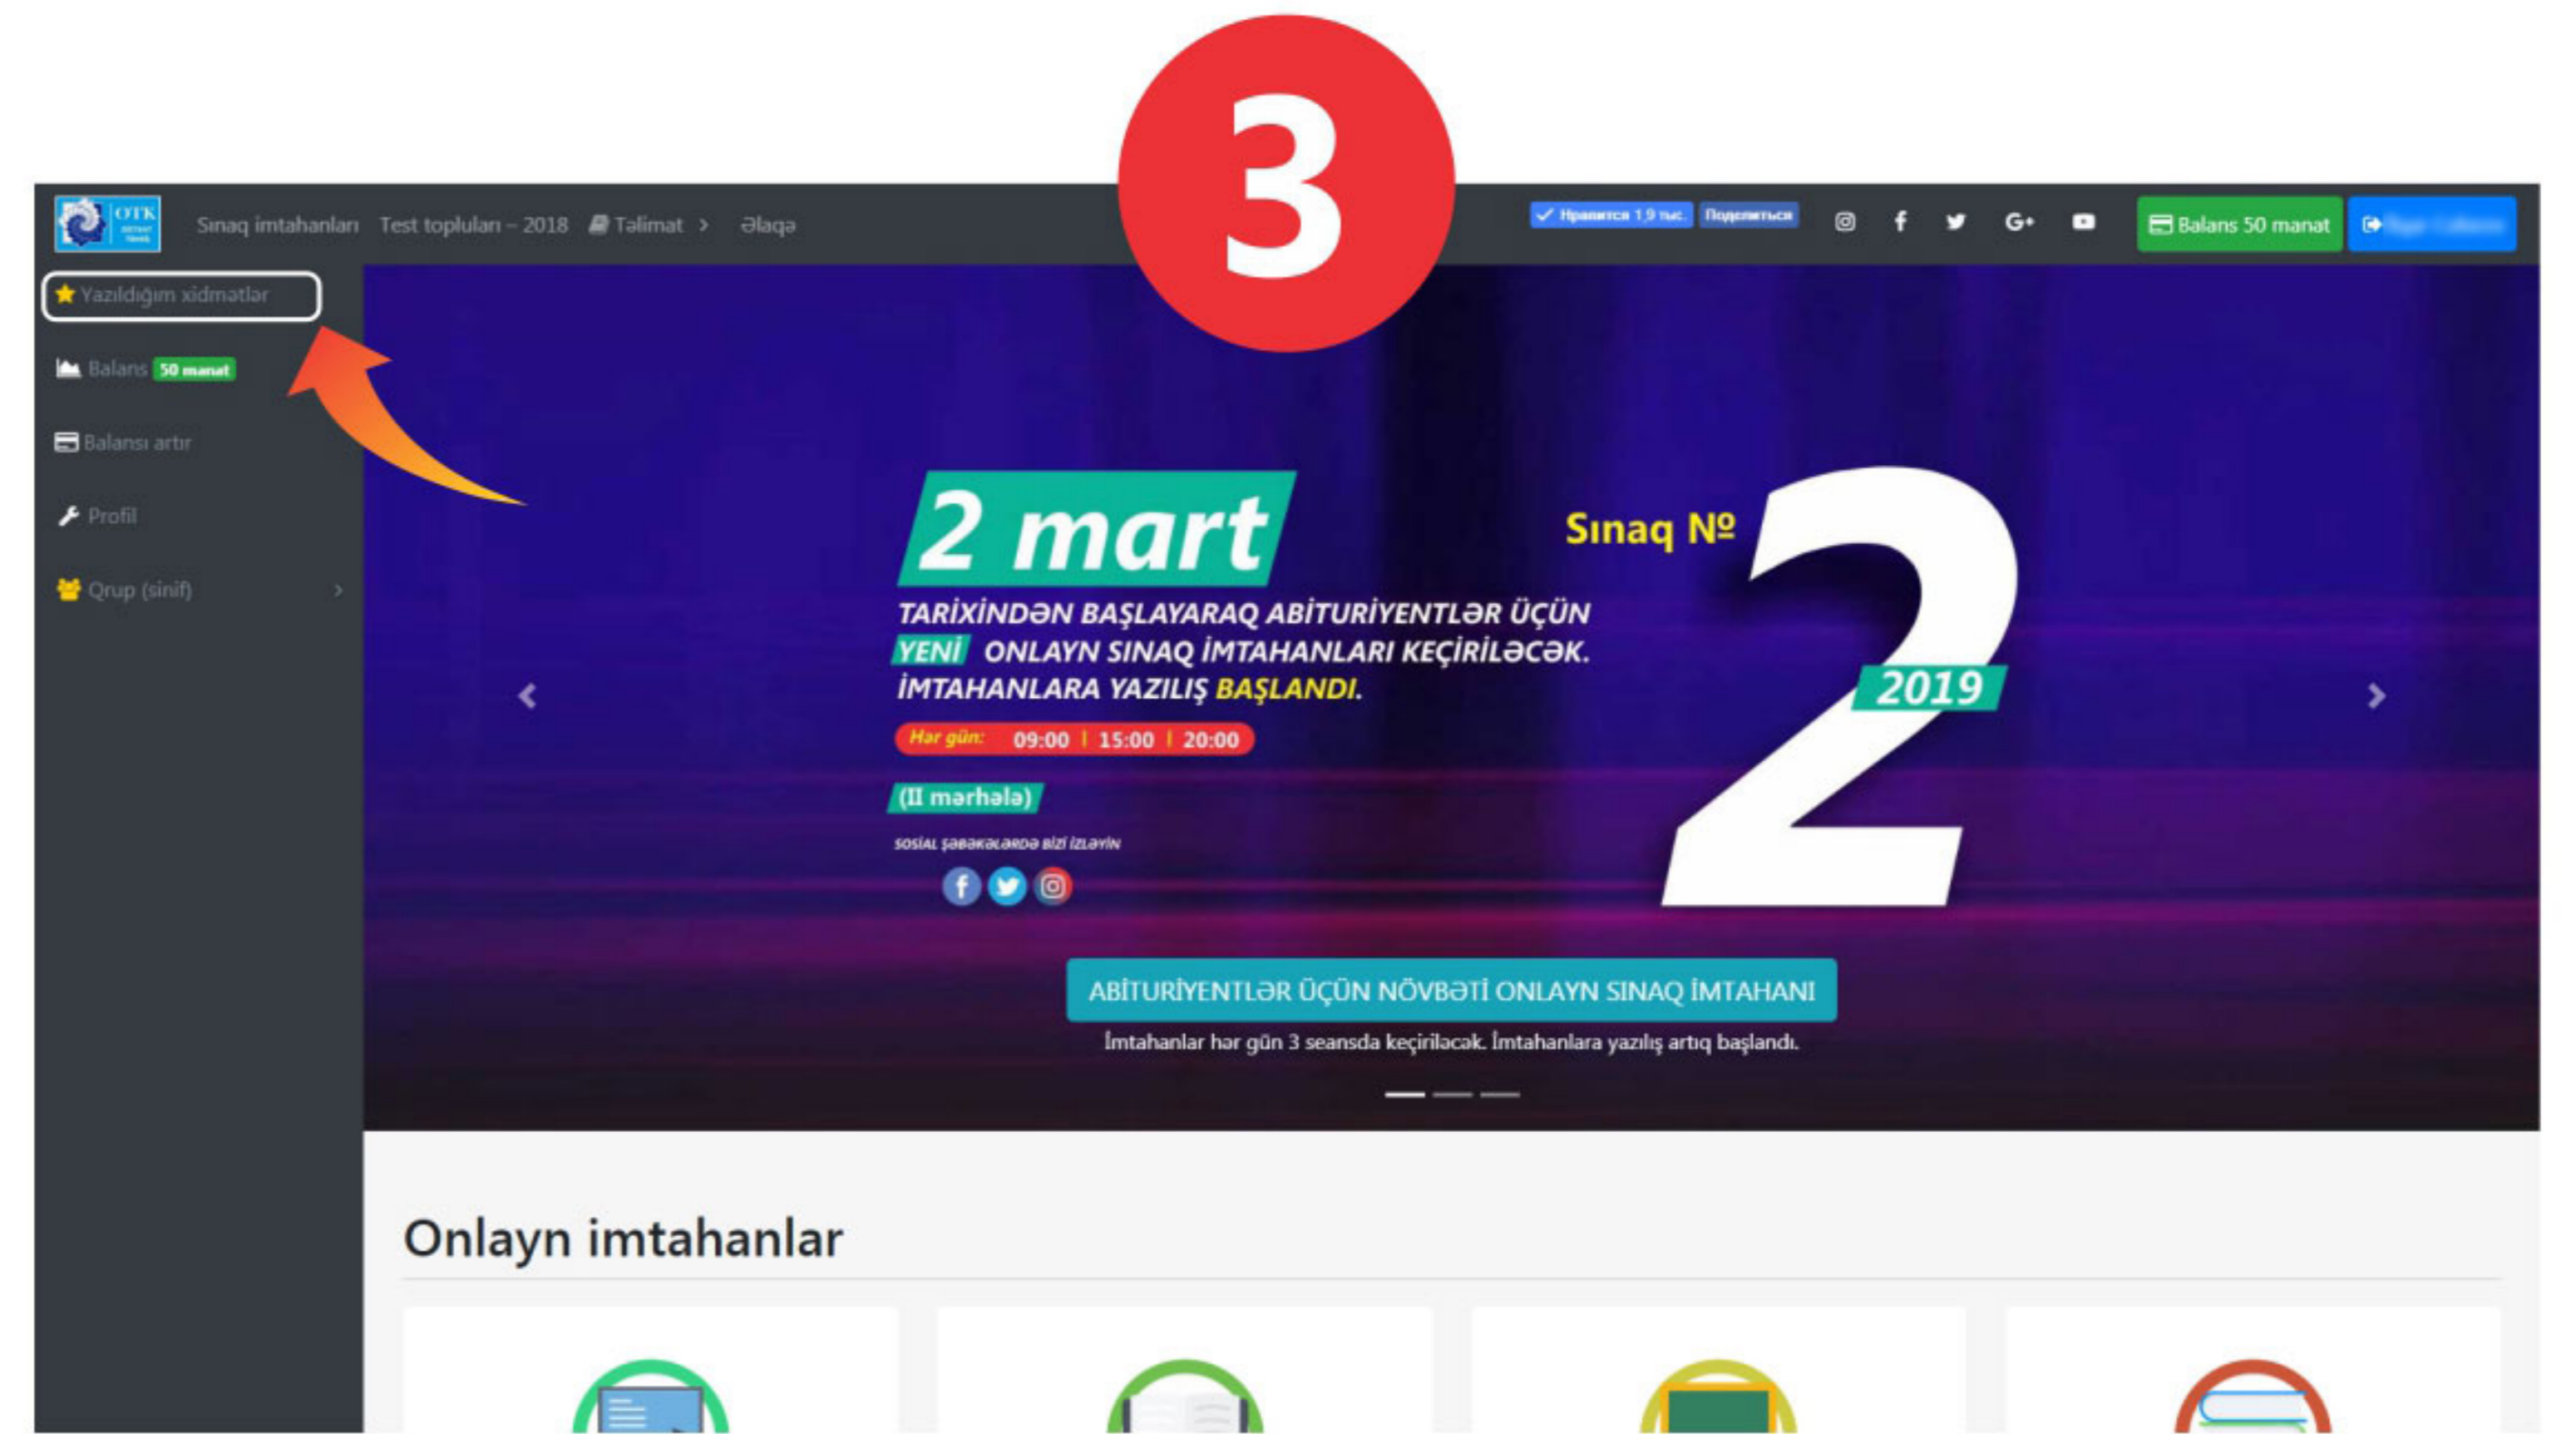 3
OTK
Sınaq imtahanları Test topluları – 2018 Təlimat > Əlaqə
Нравится 1,9 тыс. Поделиться
Balans 50 manat
Yazıldığım xidmətlər
Balans 50 manat
Balansı artır
Profil
Qrup (sinif)
2 mart
TARİXİNDƏN BAŞLAYARAQ ABİTURİYENTLƏR ÜÇÜN
YENİ ONLAYN SINAQ İMTAHANLARI KEÇİRİLƏCƏK.
İMTAHANLARA YAZILIŞ BAŞLANDI.
Hər gün: 09:00 | 15:00 | 20:00
(II mərhələ)
SOSİAL ŞƏBƏKƏLƏRDƏ BİZİ İZLƏYİN
Sınaq № 2
2019
ABİTURİYENTLƏR ÜÇÜN NÖVBƏTİ ONLAYN SINAQ İMTAHANI
İmtahanlar hər gün 3 seansda keçiriləcək. İmtahanlara yazılış artıq başlandı.
Onlayn imtahanlar